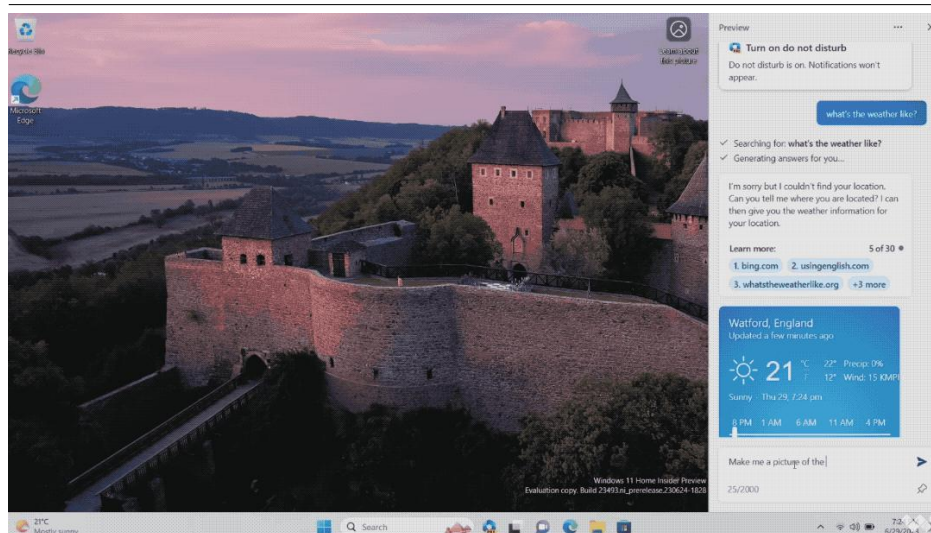 Recycle Bin
Microsoft
Edge
Learn about
this picture
Windows 11 Home Insider Preview
Evaluation copy. Build 23493.ni_prerelease.230624-1828
Preview
Turn on do not disturb
Do not disturb is on. Notifications won't
appear.
what's the weather like?
Searching for: what's the weather like?
Generating answers for you...
I'm sorry but I couldn't find your location.
Can you tell me where you are located? I can
then give you the weather information for
your location.
Learn more: 5 of 30
1. bing.com 2. usingenglish.com
3. whatstheweatherlike.org +3 more
Watford, England
Updated a few minutes ago
21 °C 22° Precip: 0%
F 12° Wind: 15 KMPH
Sunny · Thu 29, 7:24 pm
8 PM 1 AM 6 AM 11 AM 4 PM
Make me a picture of the
25/2000
21°C
Mostly sunny
Search